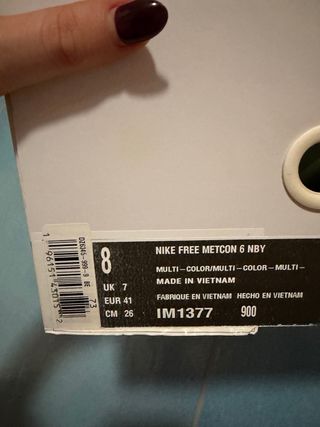 8
UK 7
EUR 41
CM 26
NIKE FREE METCON 6 NBY
MULTI-COLOR/MULTI-COLOR-MULTI-
MADE IN VIETNAM
FABRIQUE EN VIETNAM HECHO EN VIETNAM
IM1377 900
73